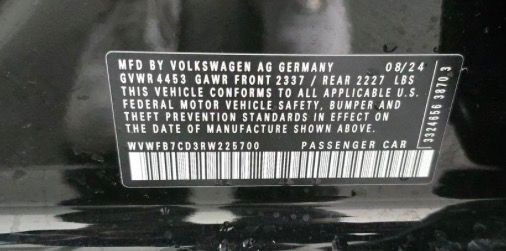 MFD BY VOLKSWAGEN AG GERMANY 08/24
GVWR 4453 GAWR FRONT 2337 / REAR 2227 LBS
THIS VEHICLE CONFORMS TO ALL APPLICABLE U.S.
FEDERAL MOTOR VEHICLE SAFETY, BUMPER AND
THEFT PREVENTION STANDARDS IN EFFECT ON
THE DATE OF MANUFACTURE SHOWN ABOVE.
WVWFB7CD3RW225700 PASSENGER CAR
3324656 3870 3